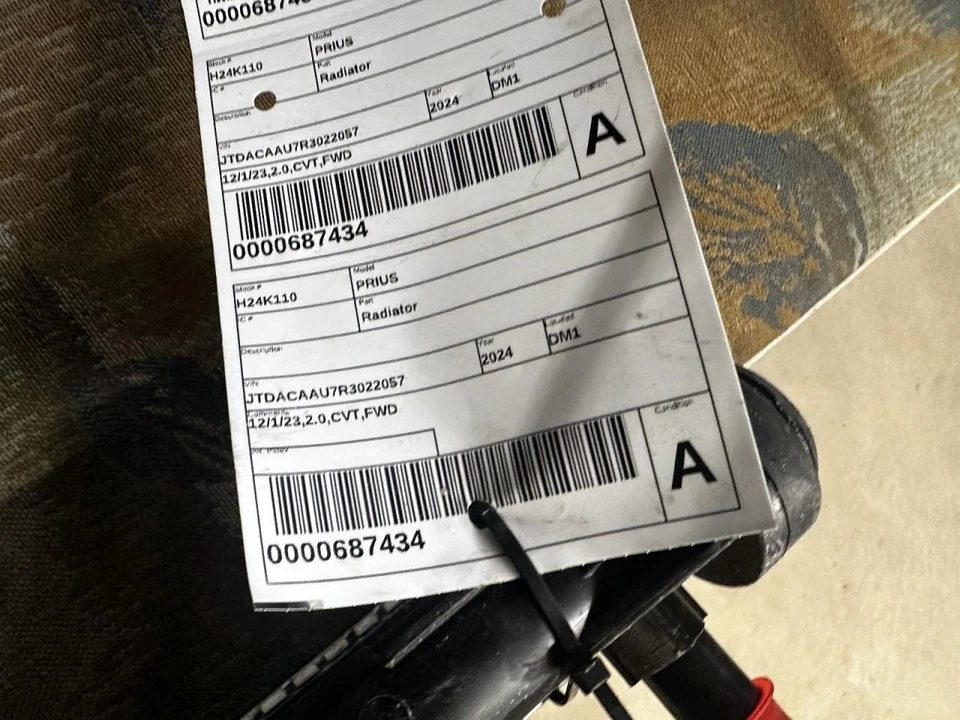 Stock # Model
H24K110 PRIUS
IC # Part
Radiator
Description Year Located
2024 DM1
VIN
JTDACAAU7R3022057 Condition
12/1/23,2.0,CVT,FWD A
0000687434
Stock # Model
H24K110 PRIUS
IC # Part
Radiator
Description Year Located
2024 DM1
VIN
JTDACAAU7R3022057
Comments Condition
12/1/23,2.0,CVT,FWD
A
0000687434